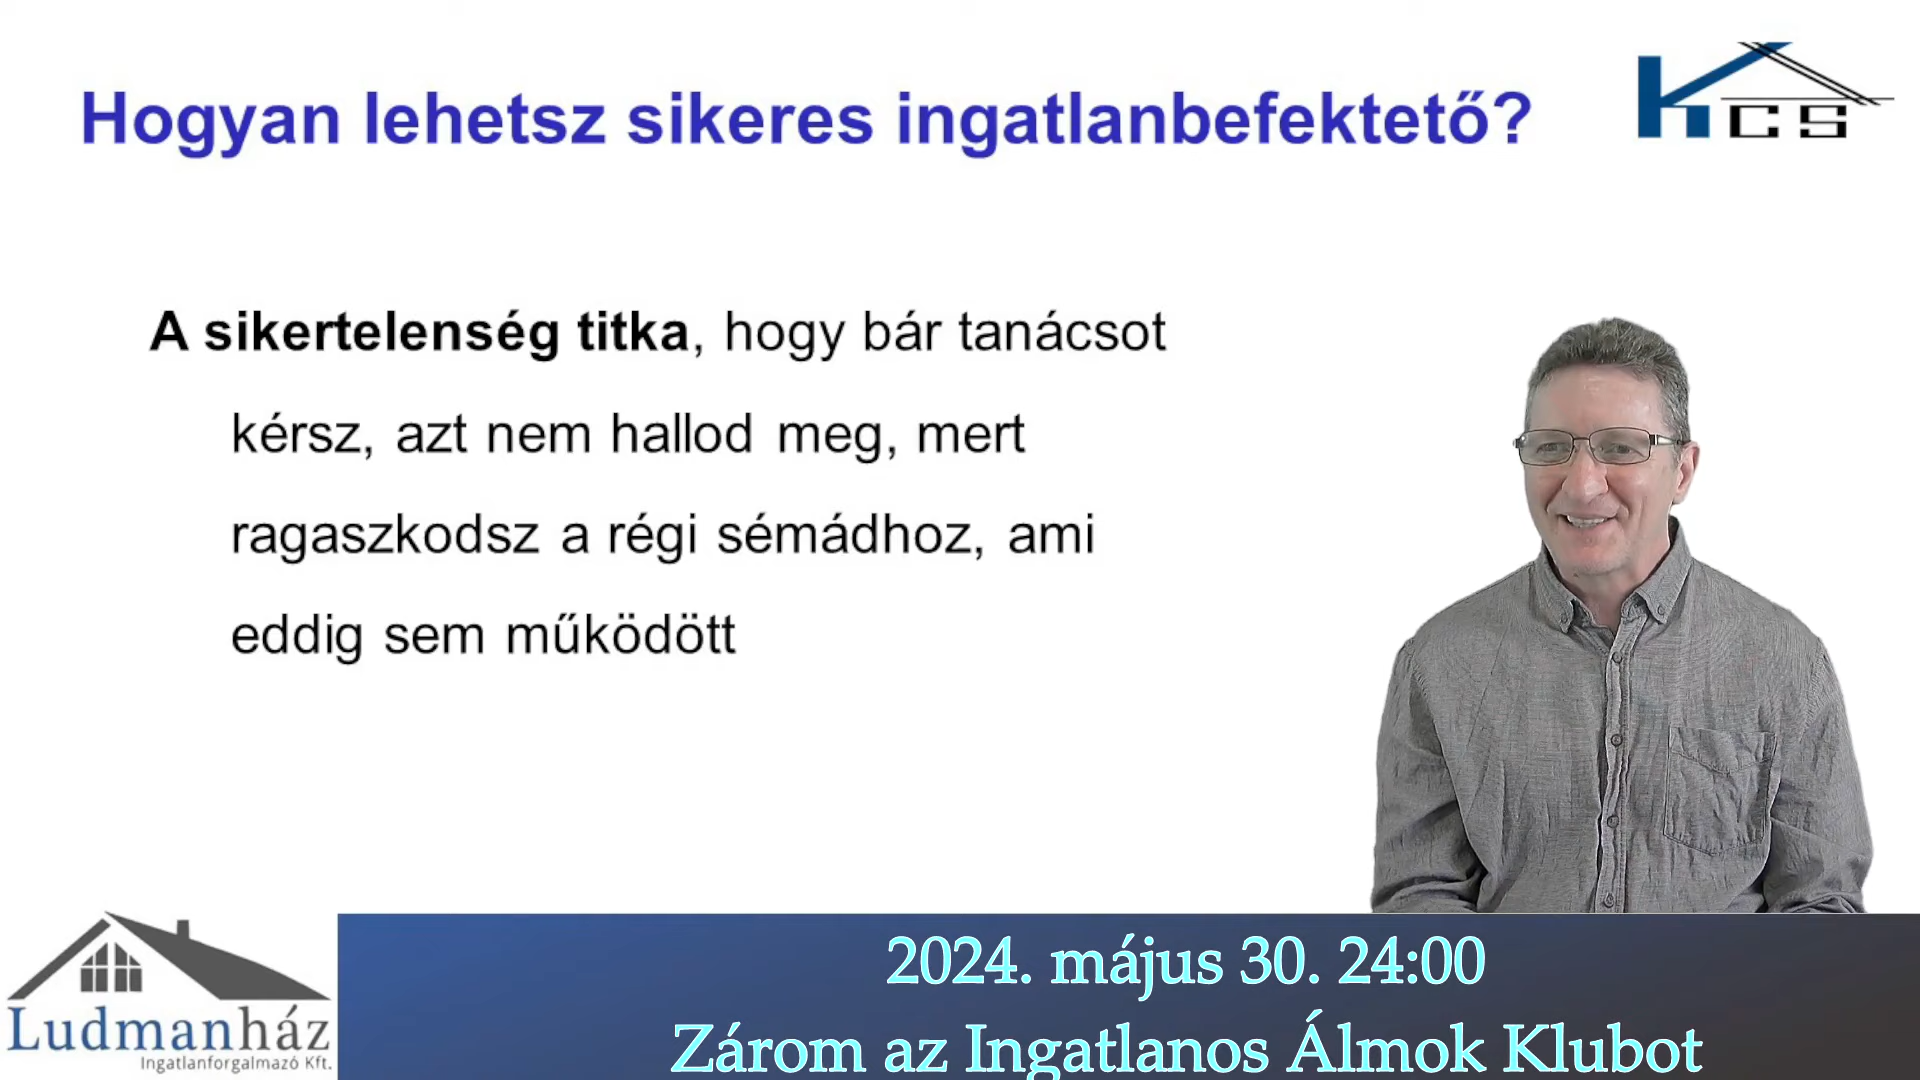 Hogyan lehetsz sikeres ingatlanbefektető?
KCS
A sikertelenség titka, hogy bár tanácsot
kérsz, azt nem hallod meg, mert
ragaszkodsz a régi sémádhoz, ami
eddig sem működött
Ludmanház
Ingatlanforgalmazó Kft.
2024. május 30. 24:00
Zárom az Ingatlanos Álmok Klubot